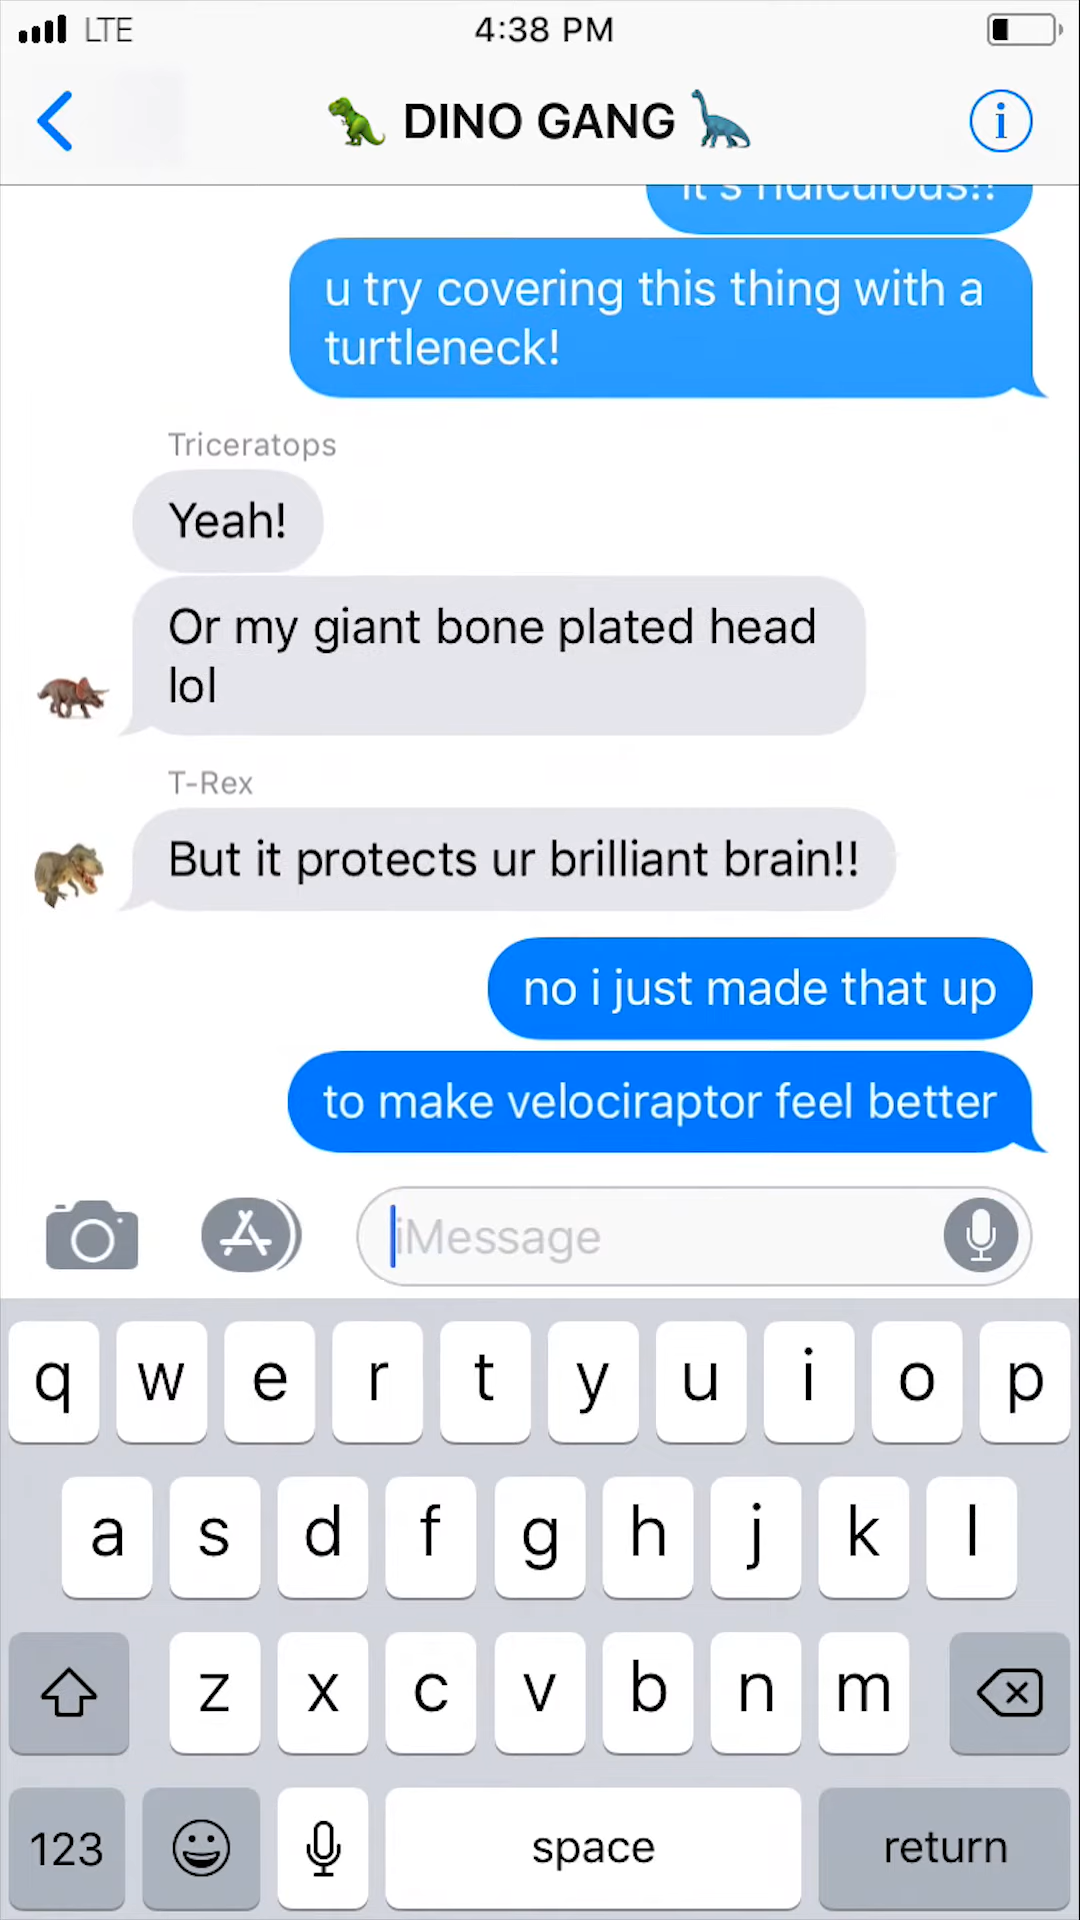 LTE 4:38 PM
DINO GANG
it's ridiculous!!
u try covering this thing with a
turtleneck!
Triceratops
Yeah!
Or my giant bone plated head
lol
T-Rex
But it protects ur brilliant brain!!
no i just made that up
to make velociraptor feel better
iMessage
q w e r t y u i o p
a s d f g h j k l
z x c v b n m
123 space return